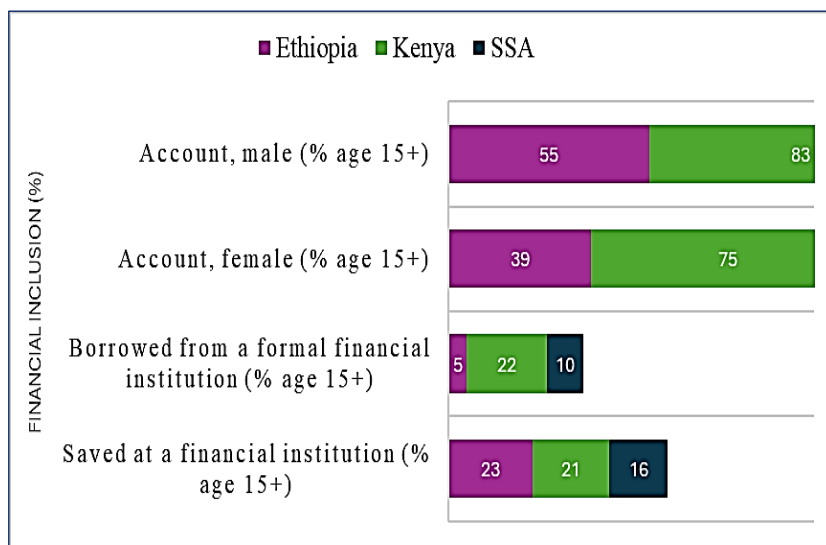 Ethiopia Kenya SSA
FINANCIAL INCLUSION (%)
Account, male (% age 15+)
55 83
Account, female (% age 15+)
39 75
Borrowed from a formal financial
institution (% age 15+)
5 22 10
Saved at a financial institution (%
age 15+)
23 21 16